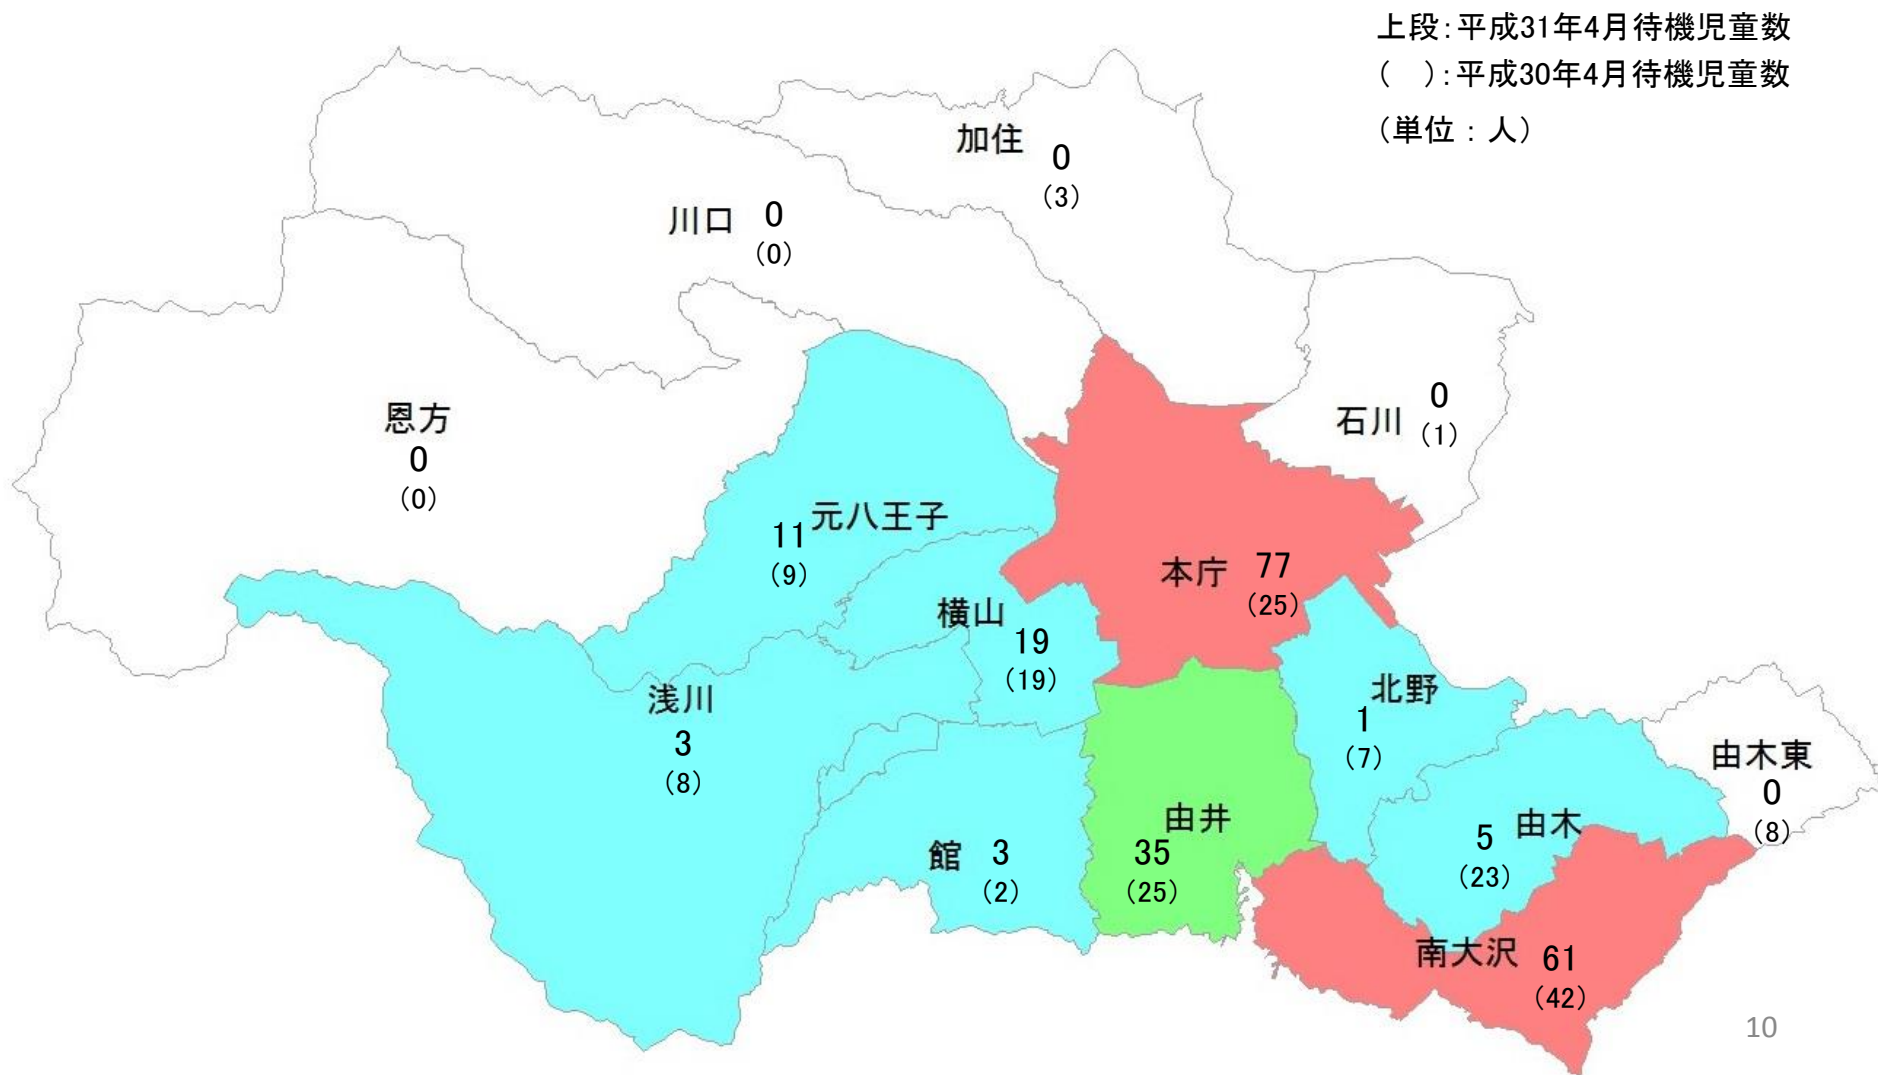 上段：平成31年4月待機児童数
（　）：平成30年4月待機児童数
（単位：人）
加住
0
（3）
川口 0
（0）
石川 0
（1）
恩方
0
（0）
元八王子
11
（9）
本庁 77
（25）
横山
19
（19）
浅川
3
（8）
北野
1
（7）
由木東
0
（8）
由井
35
（25）
由木
5
（23）
館 3
（2）
南大沢 61
（42）
10